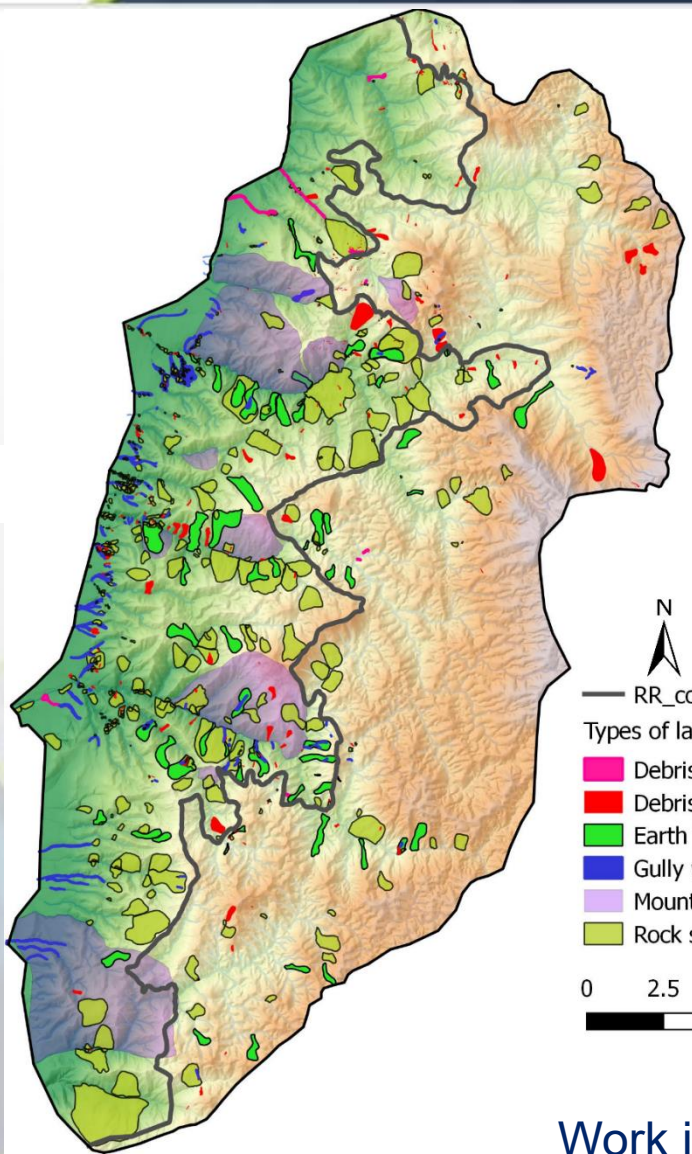 N
RR_co
Types of la
Debris
Debris
Earth
Gully
Mount
Rock s
0 2.5
Work i